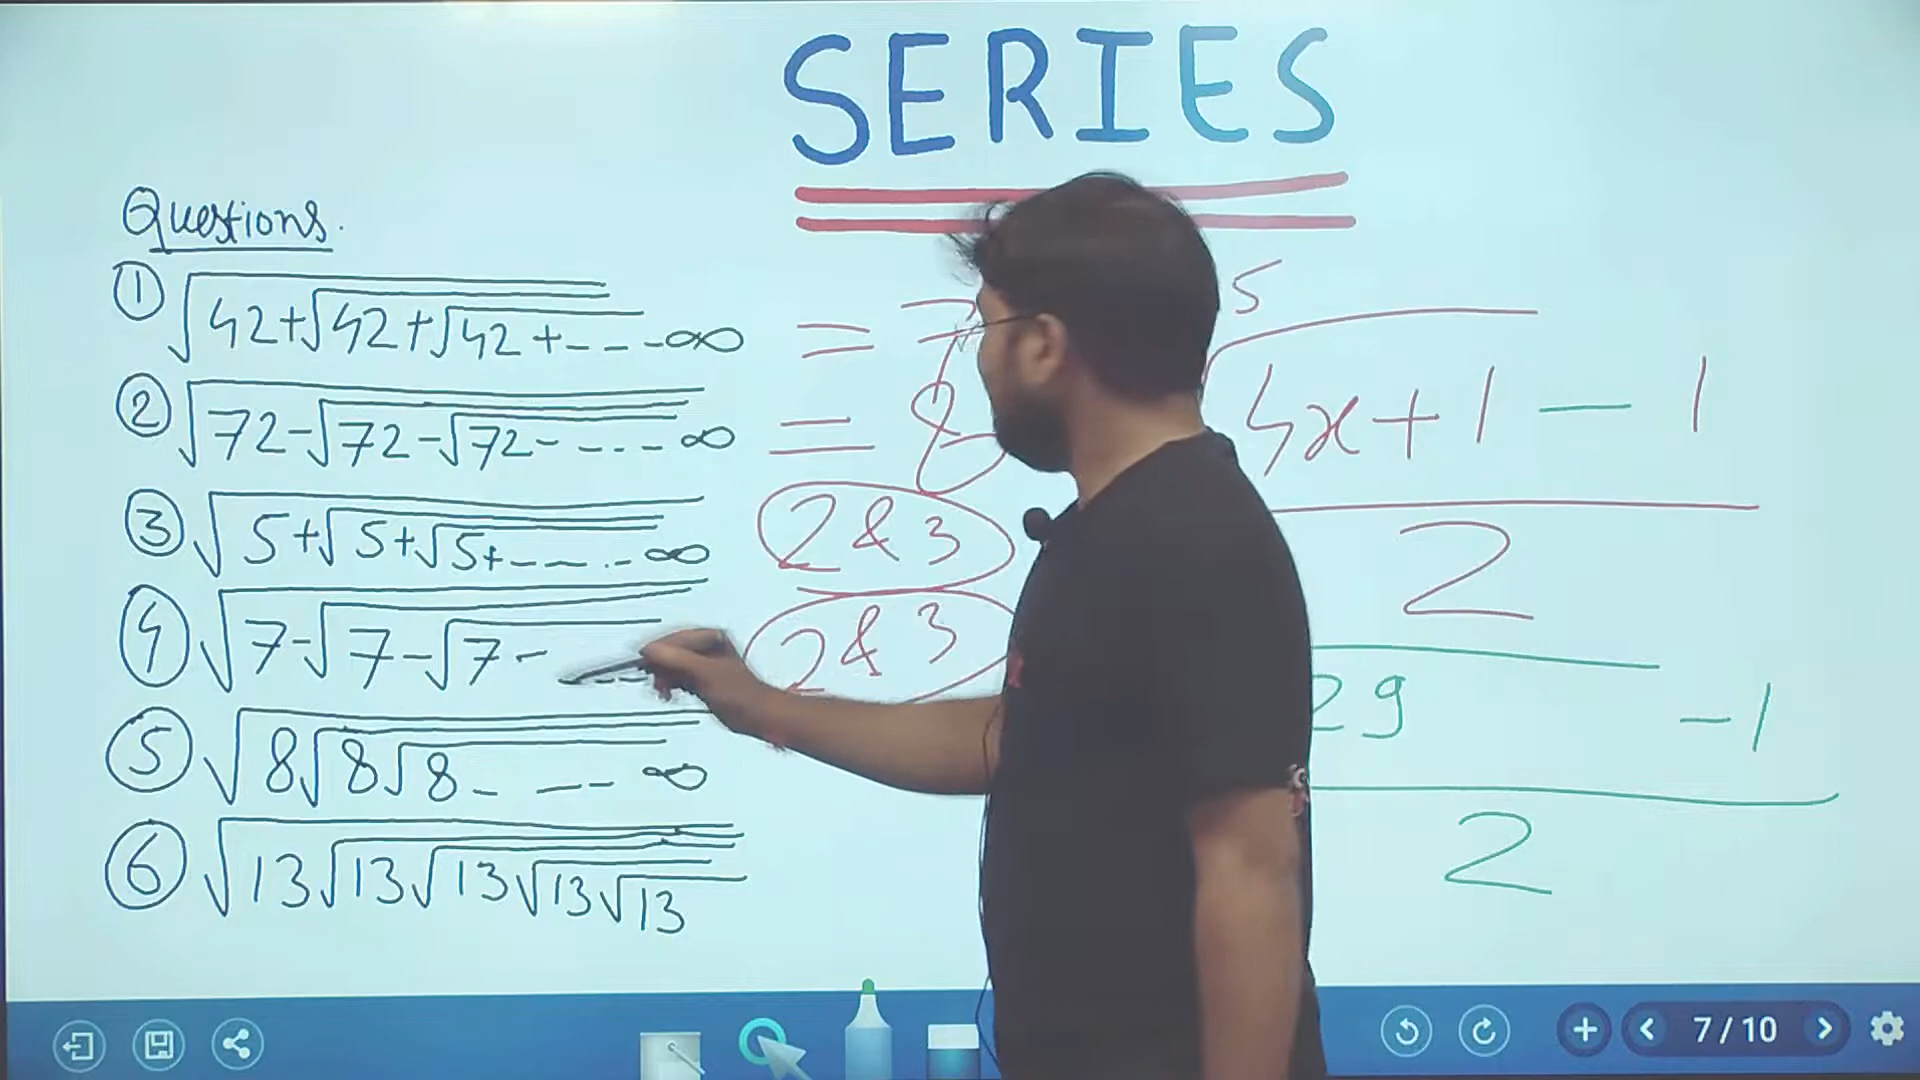 SERIES
Questions.
① √42+√42+√42+---∞ = 7
② √72-√72-√72- ----∞ = 8
③ √5+√5+√5+----.-∞ 2 & 3
④ √7-√7-√7- -- 2 & 3
⑤ √8√8√8- ----∞
⑥ √13√13√13√13√13
5
√4x+1 - 1
2
29 -1
2
7/10